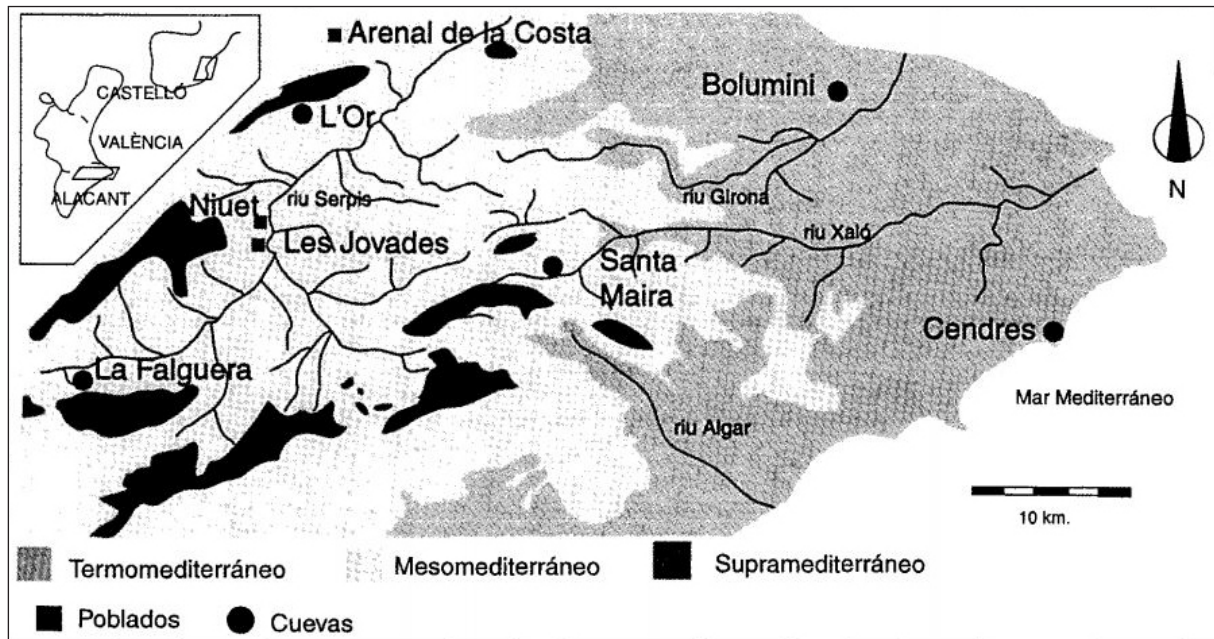 Arenal de la Costa
CASTELLÓ
Bolumini
L'Or
VALÈNCIA
ALACANT
N
Niuet
riu Serpis
riu Girona
riu Xaló
Les Jovades
Santa
Maira
Cendres
La Falguera
Mar Mediterráneo
riu Algar
10 km.
Termomediterráneo
Mesomediterráneo
Supramediterráneo
Poblados
Cuevas